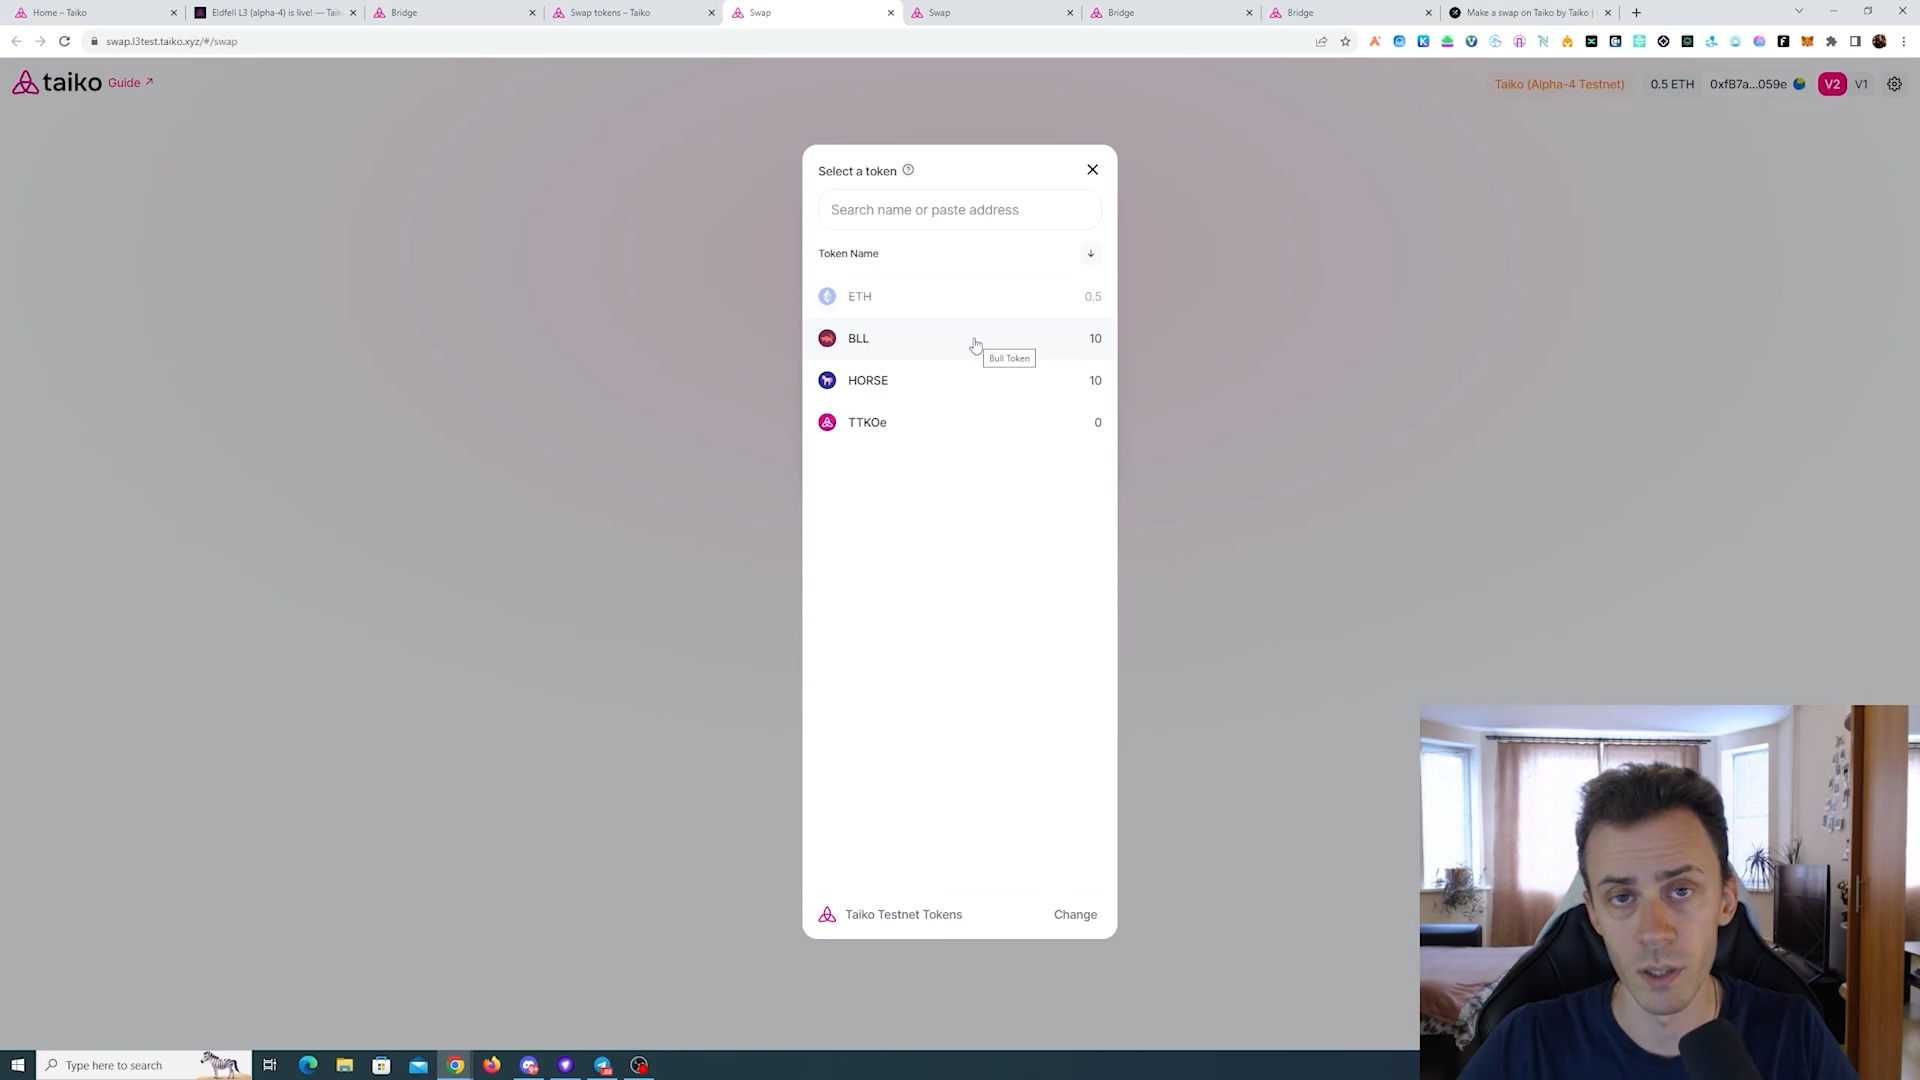 Home – Taiko
Eldfell L3 (alpha-4) is live! — Taik
Bridge
Swap tokens – Taiko
Swap
Swap
Bridge
Bridge
Make a swap on Taiko by Taiko |
swap.l3test.taiko.xyz/#/swap
taiko
Guide ↗
Taiko (Alpha-4 Testnet)
0.5 ETH
0xfB7a...059e
V2
V1
Select a token
Search name or paste address
Token Name
ETH
0.5
BLL
10
Bull Token
HORSE
10
TTKOe
0
Taiko Testnet Tokens
Change
Type here to search